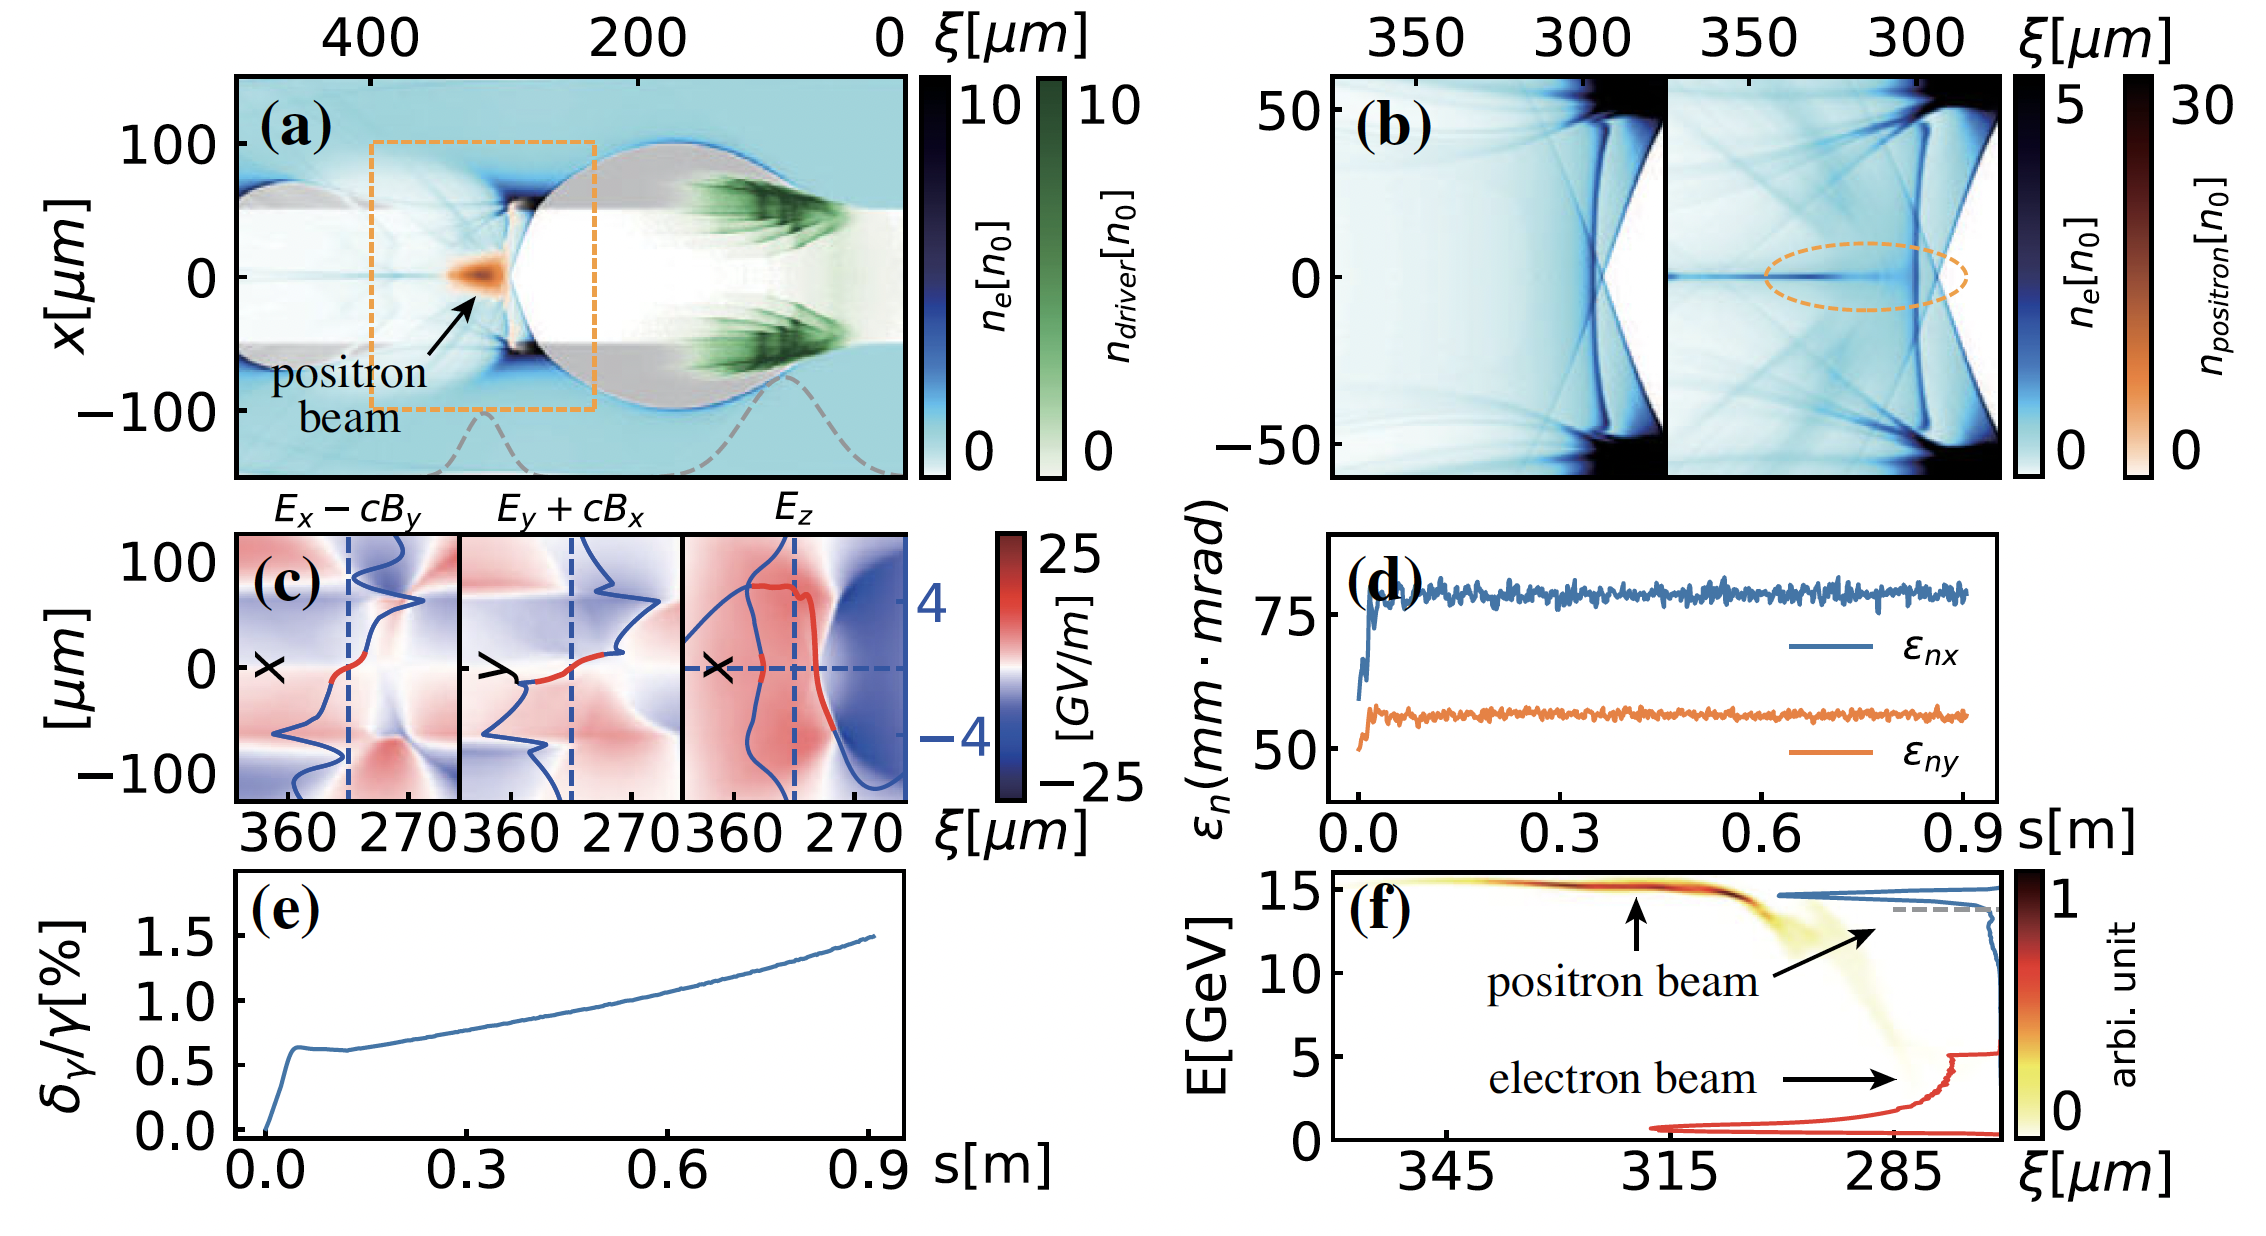 400 200 0 ξ[μm]
(a)
100
0
−100
x[μm]
positron
beam
10
0
n_e[n_0]
10
0
n_driver[n_0]
350 300 350 300 ξ[μm]
(b)
50
0
−50
5
0
n_e[n_0]
30
0
n_positron[n_0]
E_x − cB_y E_y + cB_x E_z
(c)
100
0
−100
[μm]
x
y
x
4
−4
25
−25
[GV/m]
360 270 360 270 360 270 ξ[μm]
(d)
75
50
ε_n(mm · mrad)
ε_nx
ε_ny
0.0 0.3 0.6 0.9 s[m]
(e)
1.5
1.0
0.5
0.0
δ_γ/γ[%]
0.0 0.3 0.6 0.9 s[m]
(f)
15
10
5
0
E[GeV]
positron beam
electron beam
1
0
arbi. unit
345 315 285 ξ[μm]